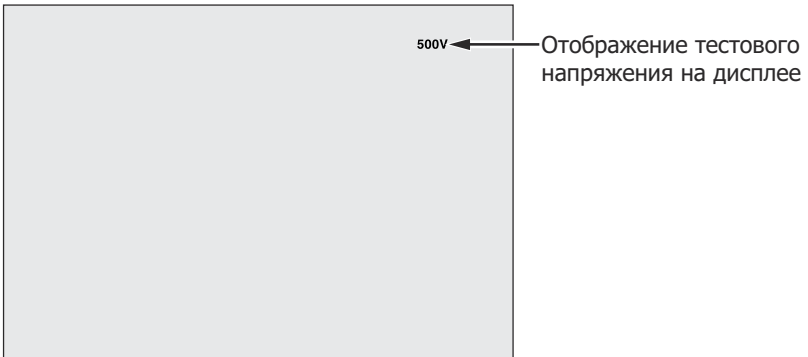 500V
Отображение тестового
напряжения на дисплее